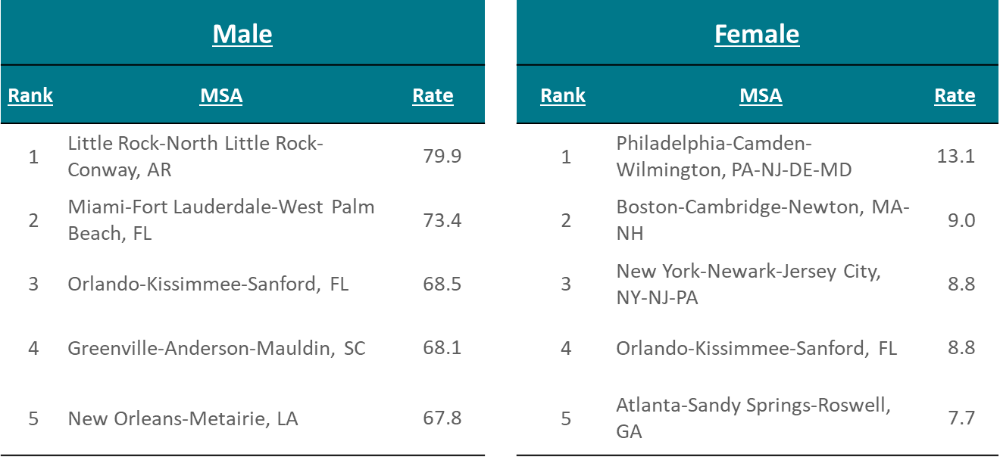 Male
Rank MSA Rate
1 Little Rock-North Little Rock-
Conway, AR 79.9
2 Miami-Fort Lauderdale-West Palm
Beach, FL 73.4
3 Orlando-Kissimmee-Sanford, FL 68.5
4 Greenville-Anderson-Mauldin, SC 68.1
5 New Orleans-Metairie, LA 67.8
Female
Rank MSA Rate
1 Philadelphia-Camden-
Wilmington, PA-NJ-DE-MD 13.1
2 Boston-Cambridge-Newton, MA-
NH 9.0
3 New York-Newark-Jersey City,
NY-NJ-PA 8.8
4 Orlando-Kissimmee-Sanford, FL 8.8
5 Atlanta-Sandy Springs-Roswell,
GA 7.7